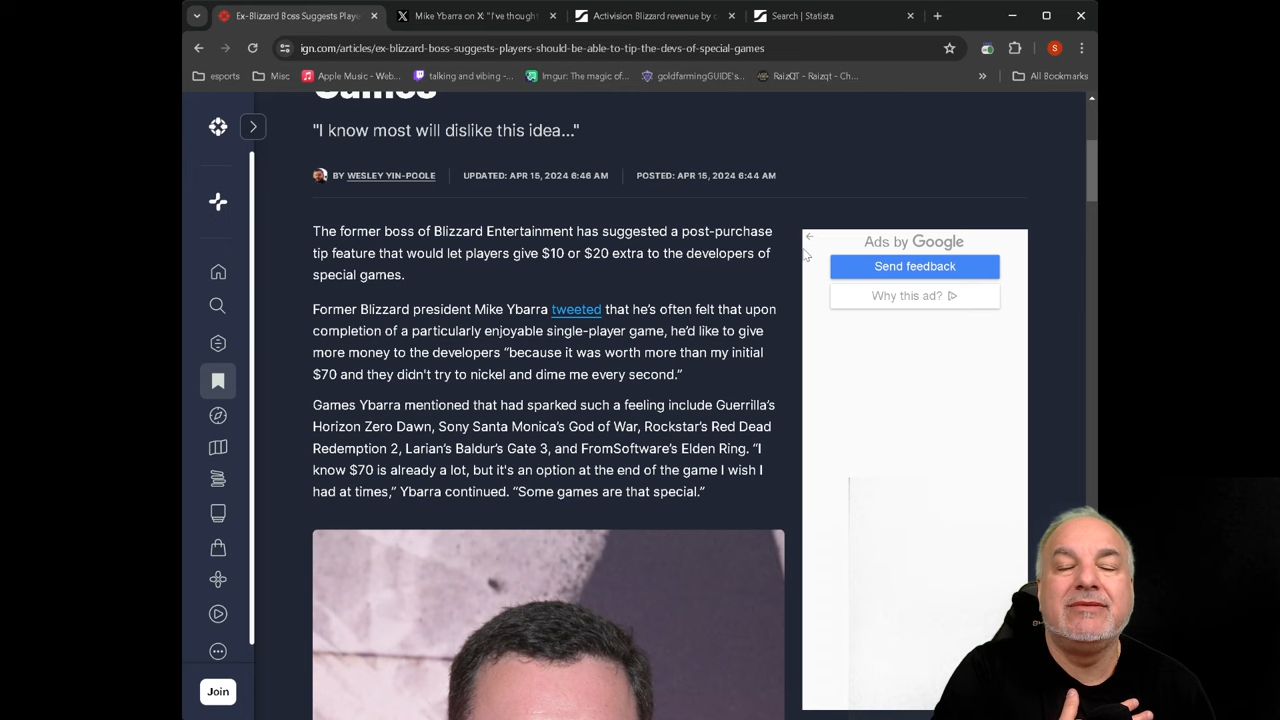 Ex-Blizzard Boss Suggests Playe
Mike Ybarra on X: "I've though
Activision Blizzard revenue by c
Search | Statista
ign.com/articles/ex-blizzard-boss-suggests-players-should-be-able-to-tip-the-devs-of-special-games
S
esports
Misc
Apple Music - Web...
talking and vibing -...
Imgur: The magic of...
goldfarmingGUIDE's...
RaizQT - Raizqt - Ch...
All Bookmarks
Games
"I know most will dislike this idea..."
BY WESLEY YIN-POOLE
UPDATED: APR 15, 2024 6:46 AM
POSTED: APR 15, 2024 6:44 AM
The former boss of Blizzard Entertainment has suggested a post-purchase
tip feature that would let players give $10 or $20 extra to the developers of
special games.
Former Blizzard president Mike Ybarra tweeted that he's often felt that upon
completion of a particularly enjoyable single-player game, he'd like to give
more money to the developers “because it was worth more than my initial
$70 and they didn't try to nickel and dime me every second.”
Games Ybarra mentioned that had sparked such a feeling include Guerrilla's
Horizon Zero Dawn, Sony Santa Monica's God of War, Rockstar's Red Dead
Redemption 2, Larian's Baldur's Gate 3, and FromSoftware's Elden Ring. “I
know $70 is already a lot, but it's an option at the end of the game I wish I
had at times,” Ybarra continued. “Some games are that special.”
Ads by Google
Send feedback
Why this ad?
Join